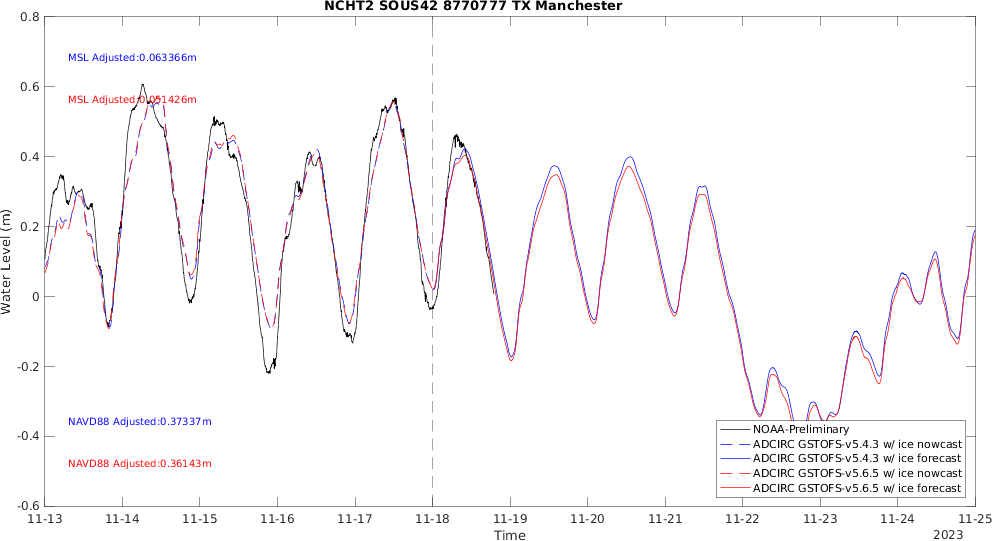 NCHT2 SOUS42 8770777 TX Manchester
Water Level (m)
0.8
0.6
0.4
0.2
0
-0.2
-0.4
-0.6
MSL Adjusted:0.063366m
MSL Adjusted:0.051426m
NAVD88 Adjusted:0.37337m
NAVD88 Adjusted:0.36143m
NOAA-Preliminary
ADCIRC GSTOFS-v5.4.3 w/ ice nowcast
ADCIRC GSTOFS-v5.4.3 w/ ice forecast
ADCIRC GSTOFS-v5.6.5 w/ ice nowcast
ADCIRC GSTOFS-v5.6.5 w/ ice forecast
11-13 11-14 11-15 11-16 11-17 11-18 11-19 11-20 11-21 11-22 11-23 11-24 11-25
Time
2023